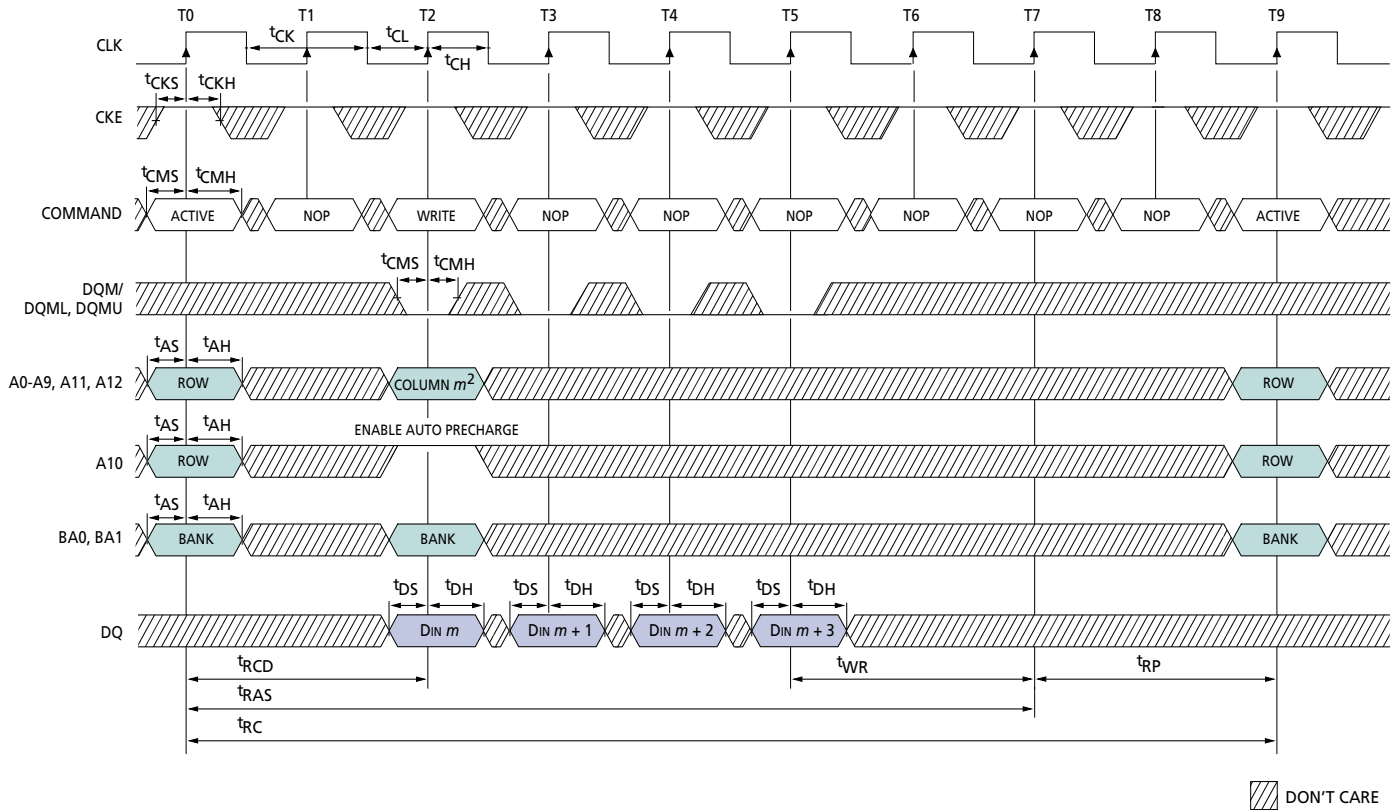 T0 T1 T2 T3 T4 T5 T6 T7 T8 T9
CLK
tCK tCL
tCH
tCKS tCKH
CKE
tCMS tCMH
COMMAND ACTIVE NOP WRITE NOP NOP NOP NOP NOP NOP ACTIVE
tCMS tCMH
DQM/
DQML, DQMU
tAS tAH
A0-A9, A11, A12 ROW COLUMN m2 ROW
tAS tAH ENABLE AUTO PRECHARGE
A10 ROW ROW
tAS tAH
BA0, BA1 BANK BANK BANK
tDS tDH tDS tDH tDS tDH tDS tDH
DQ DIN m DIN m + 1 DIN m + 2 DIN m + 3
tRCD tWR tRP
tRAS
tRC
DON'T CARE